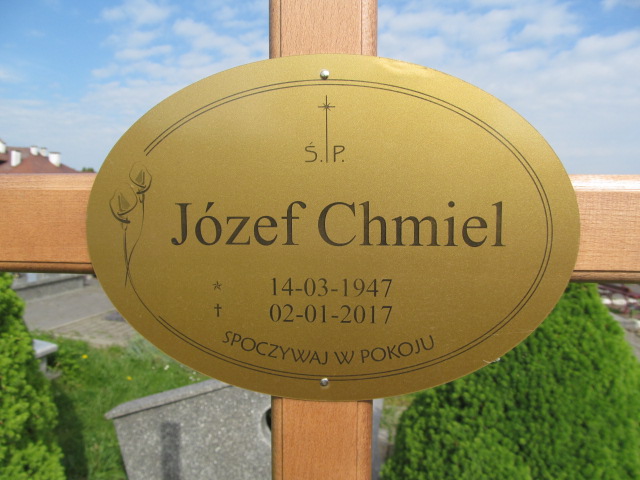 Ś. P.
Józef Chmiel
* 14-03-1947
† 02-01-2017
SPOCZYWAJ W POKOJU